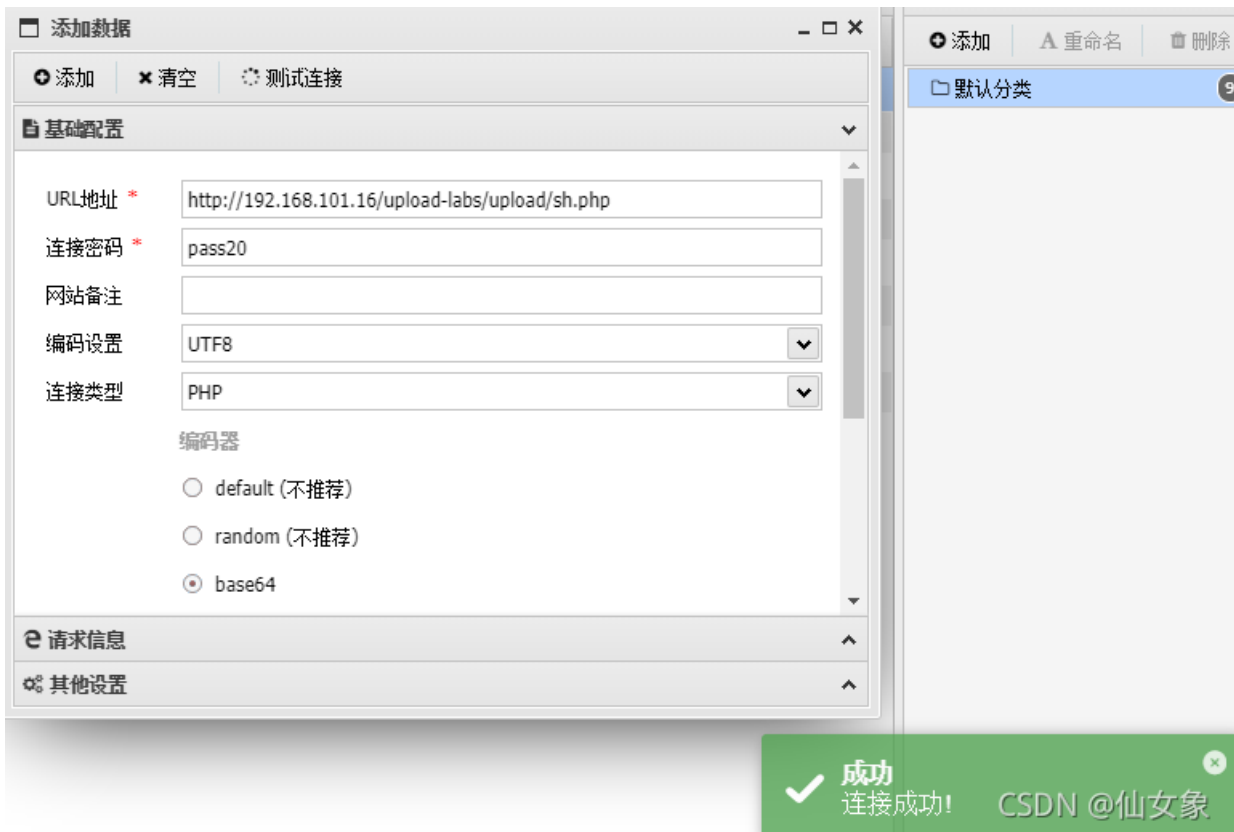 添加数据
添加 清空 测试连接
基础配置
URL地址 * http://192.168.101.16/upload-labs/upload/sh.php
连接密码 * pass20
网站备注
编码设置 UTF8
连接类型 PHP
编码器
default (不推荐)
random (不推荐)
base64
请求信息
其他设置
添加 重命名 删除
默认分类 9
成功
连接成功!
CSDN @仙女象